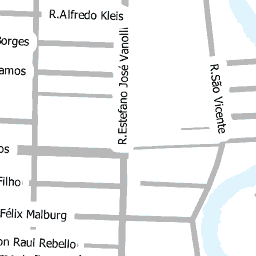 R.Alfredo Kleis
Borges
R.Estefano José Vanolli
amos
R.São Vicente
os
Filho
Félix Malburg
on Raul Rebello